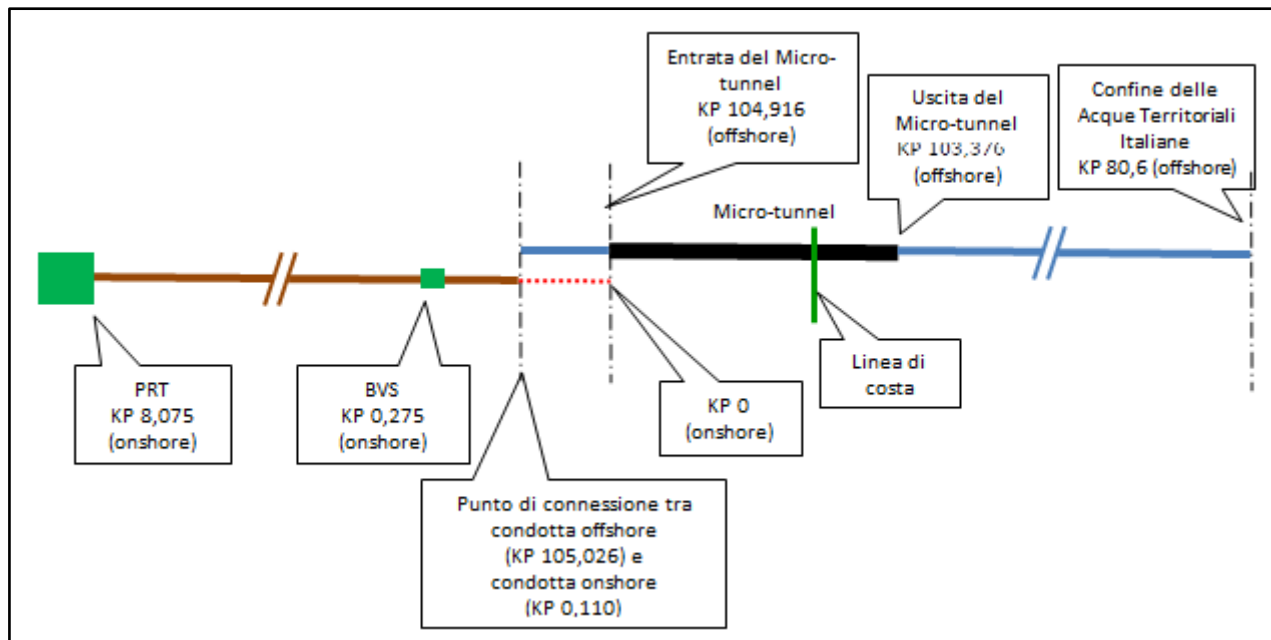 Entrata del Micro-
tunnel
KP 104,916
(offshore)
Uscita del
Micro-tunnel
KP 103,376
(offshore)
Confine delle
Acque Territoriali
Italiane
KP 80,6 (offshore)
Micro-tunnel
PRT
KP 8,075
(onshore)
BVS
KP 0,275
(onshore)
KP 0
(onshore)
Linea di
costa
Punto di connessione tra
condotta offshore
(KP 105,026) e
condotta onshore
(KP 0,110)